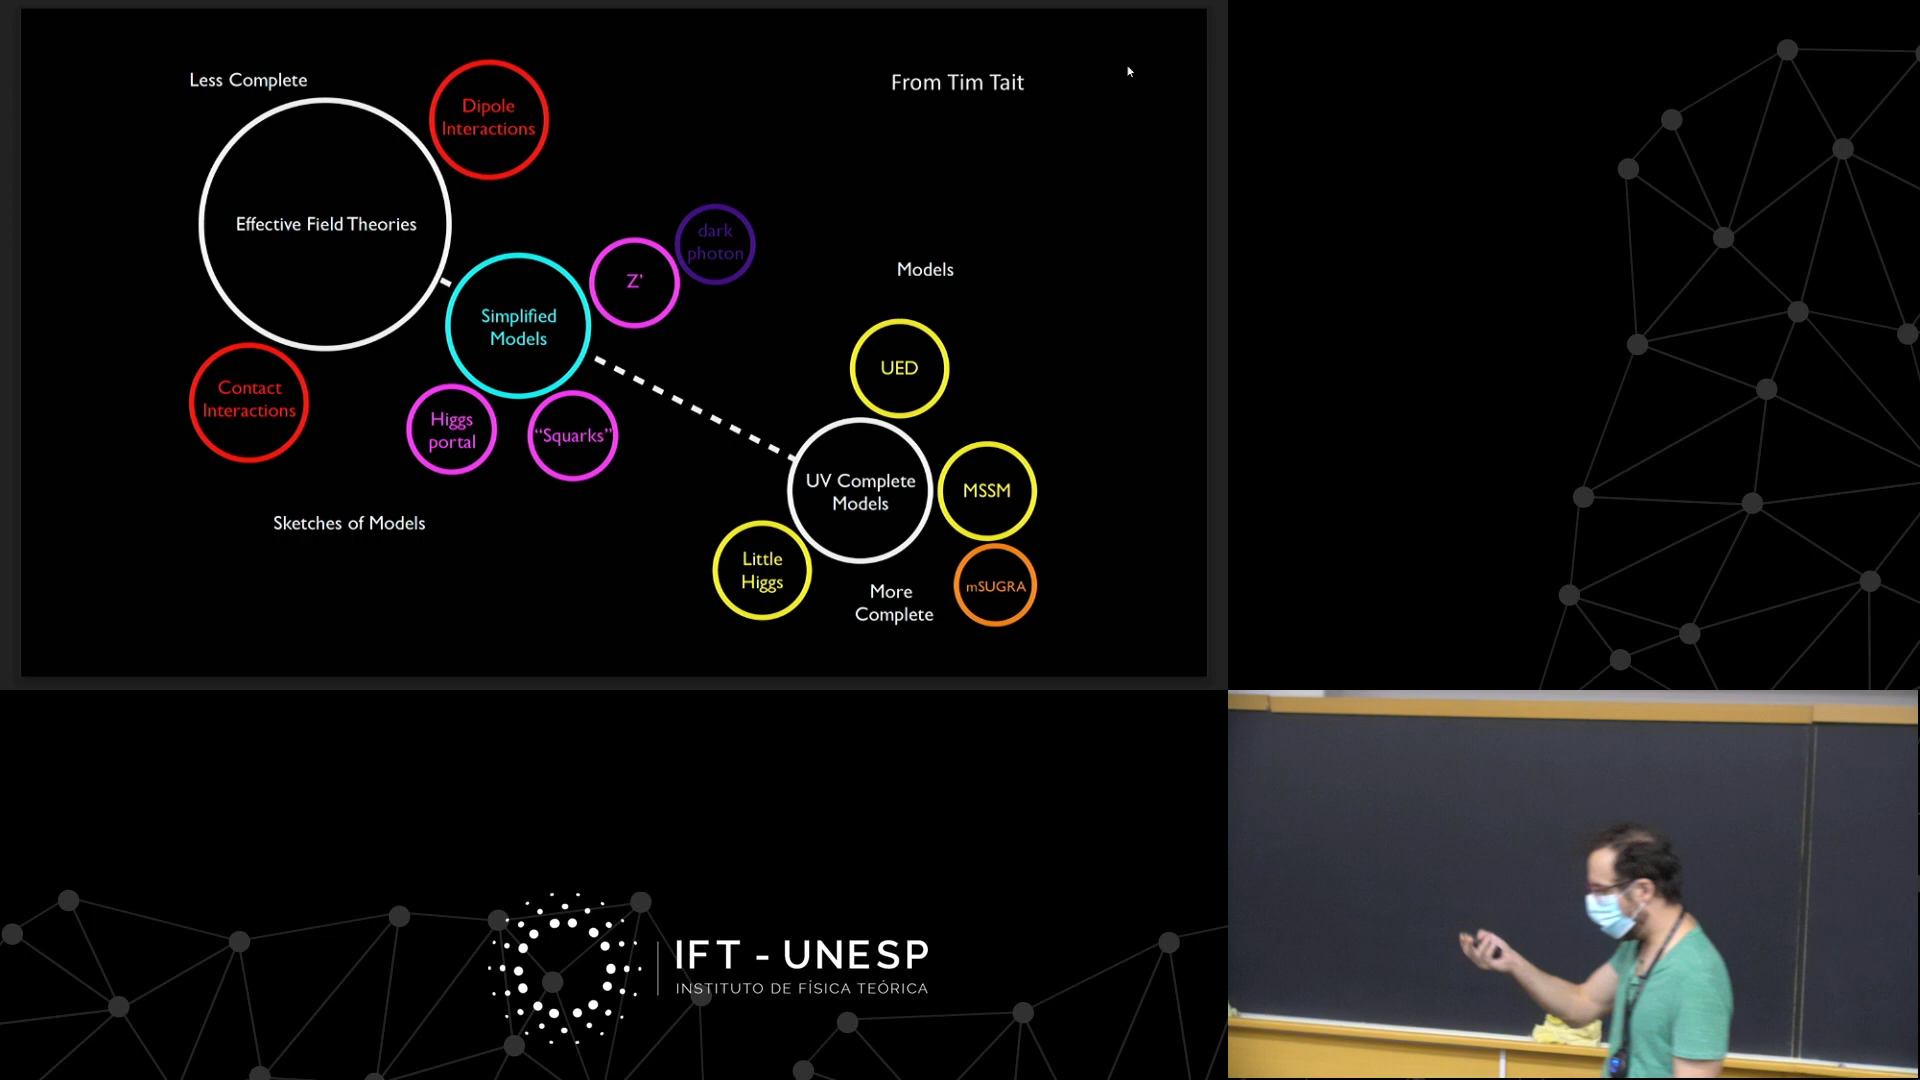 Less Complete
From Tim Tait
Dipole
Interactions
Effective Field Theories
dark
photon
Z'
Models
Simplified
Models
UED
Contact
Interactions
Higgs
portal
“Squarks”
UV Complete
Models
MSSM
Sketches of Models
Little
Higgs
More
Complete
mSUGRA
IFT - UNESP
INSTITUTO DE FÍSICA TEÓRICA